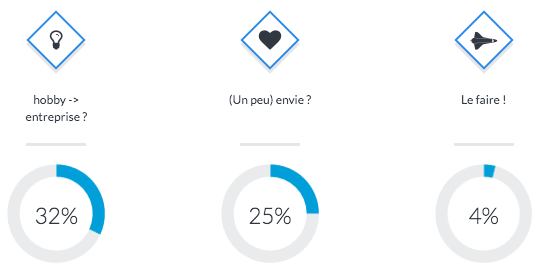 hobby ->
entreprise ?
(Un peu) envie ?
Le faire !
32%
25%
4%